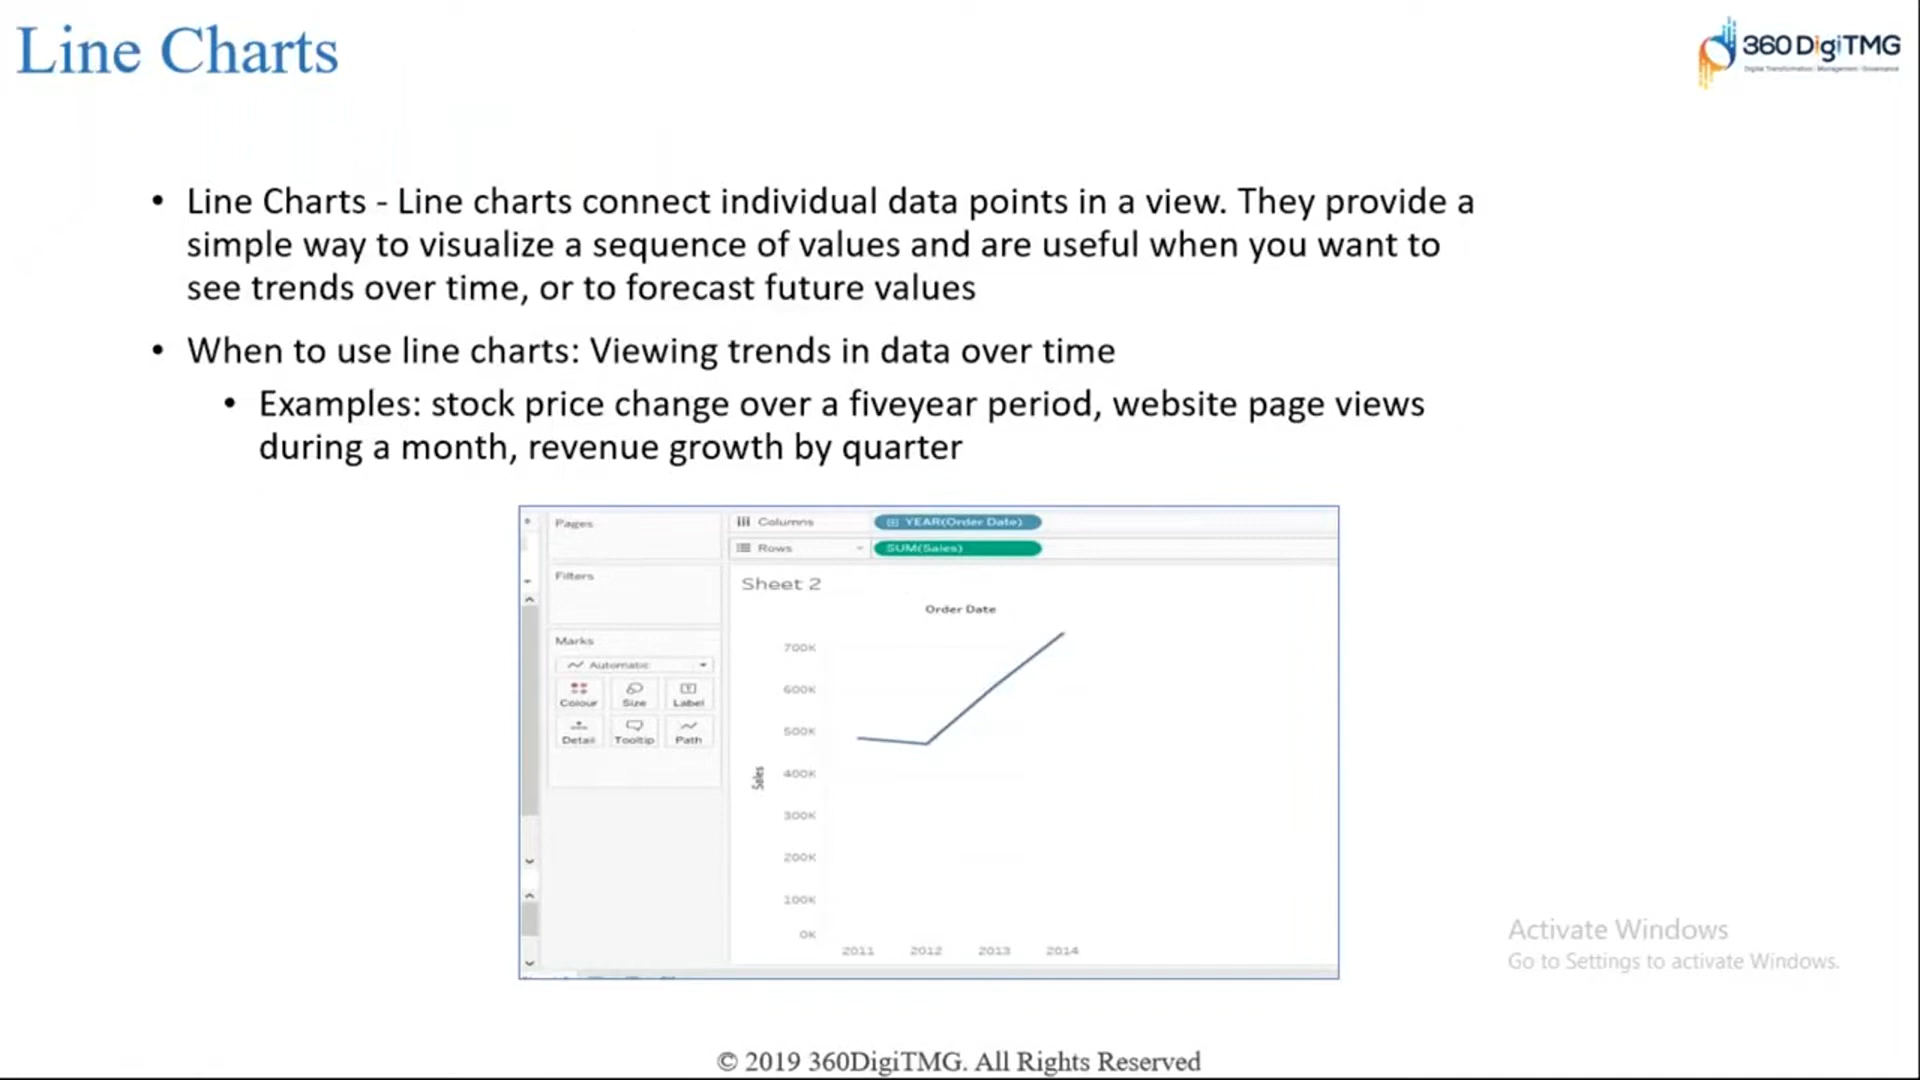 Line Charts
360DigiTMG
Digital Transformation | Management | Governance
• Line Charts - Line charts connect individual data points in a view. They provide a
simple way to visualize a sequence of values and are useful when you want to
see trends over time, or to forecast future values
• When to use line charts: Viewing trends in data over time
• Examples: stock price change over a fiveyear period, website page views
during a month, revenue growth by quarter
Pages
Columns
YEAR(Order Date)
Rows
SUM(Sales)
Filters
Sheet 2
Order Date
Marks
Automatic
Colour
Size
Label
Detail
Tooltip
Path
Sales
700K
600K
500K
400K
300K
200K
100K
0K
2011 2012 2013 2014
Activate Windows
Go to Settings to activate Windows.
© 2019 360DigiTMG. All Rights Reserved